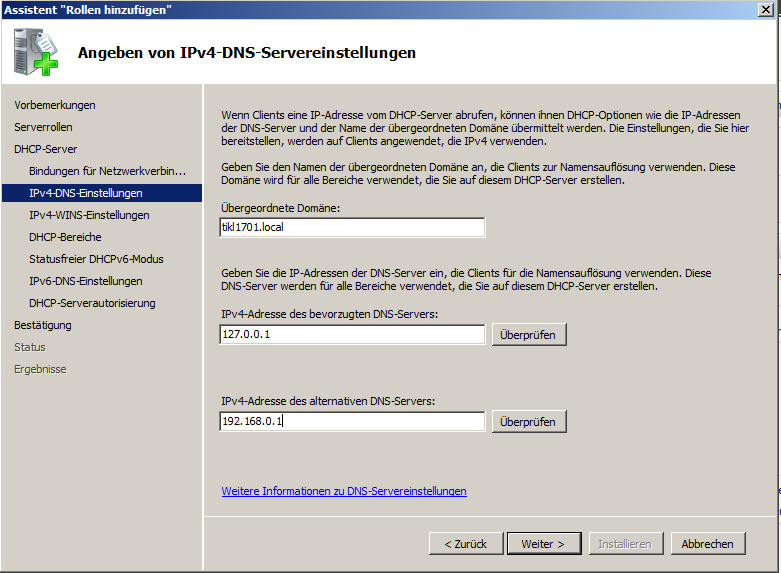 Assistent "Rollen hinzufügen"
Angeben von IPv4-DNS-Servereinstellungen
Vorbemerkungen
Serverrollen
DHCP-Server
Bindungen für Netzwerkverbin...
IPv4-DNS-Einstellungen
IPv4-WINS-Einstellungen
DHCP-Bereiche
Statusfreier DHCPv6-Modus
IPv6-DNS-Einstellungen
DHCP-Serverautorisierung
Bestätigung
Status
Ergebnisse
Wenn Clients eine IP-Adresse vom DHCP-Server abrufen, können ihnen DHCP-Optionen wie die IP-Adressen
der DNS-Server und der Name der übergeordneten Domäne übermittelt werden. Die Einstellungen, die Sie hier
bereitstellen, werden auf Clients angewendet, die IPv4 verwenden.
Geben Sie den Namen der übergeordneten Domäne an, die Clients zur Namensauflösung verwenden. Diese
Domäne wird für alle Bereiche verwendet, die Sie auf diesem DHCP-Server erstellen.
Übergeordnete Domäne:
tikl1701.local
Geben Sie die IP-Adressen der DNS-Server ein, die Clients für die Namensauflösung verwenden. Diese
DNS-Server werden für alle Bereiche verwendet, die Sie auf diesem DHCP-Server erstellen.
IPv4-Adresse des bevorzugten DNS-Servers:
127.0.0.1
Überprüfen
IPv4-Adresse des alternativen DNS-Servers:
192.168.0.1
Überprüfen
Weitere Informationen zu DNS-Servereinstellungen
< Zurück
Weiter >
Installieren
Abbrechen